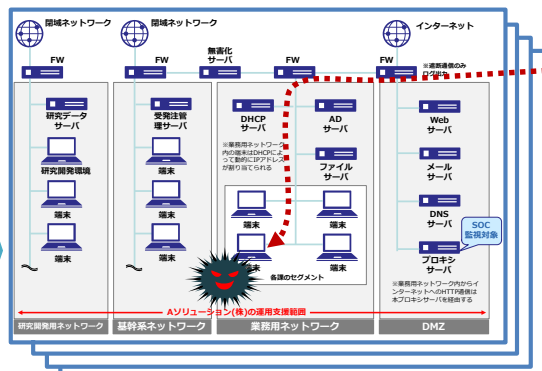 閉域ネットワーク
閉域ネットワーク
インターネット
FW
FW
無害化
サーバ
FW
FW
※遮断通信のみ
研究データ
サーバ
研究開発環境
端末
端末
受発注管
理サーバ
端末
端末
端末
DHCP
サーバ
※業務用ネットワーク
内の端末はDHCPによ
って動的にIPアドレス
が割り当てられる
AD
サーバ
ファイル
サーバ
端末
端末
端末
端末
各課のセグメント
Web
サーバ
メール
サーバ
DNS
サーバ
SOC
監視対象
プロキシ
サーバ
※業務用ネットワーク内からイ
ンターネットへのHTTP通信は
本プロキシサーバを経由する
Aソリューション(株)の運用支援範囲
研究開発用ネットワーク
基幹系ネットワーク
業務用ネットワーク
DMZ